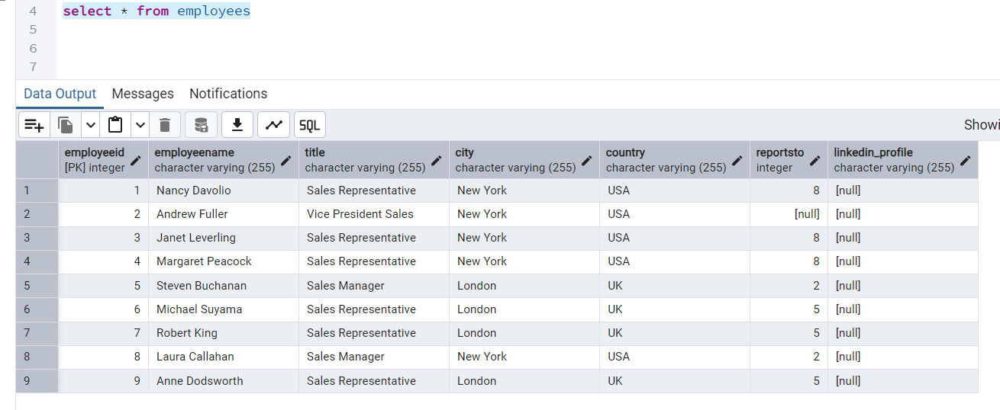 4 select * from employees
5
6
7
Data Output Messages Notifications
SQL Showi
employeeid employeename title city country reportsto linkedin_profile
[PK] integer character varying (255) character varying (255) character varying (255) character varying (255) integer character varying (255)
1 1 Nancy Davolio Sales Representative New York USA 8 [null]
2 2 Andrew Fuller Vice President Sales New York USA [null] [null]
3 3 Janet Leverling Sales Representative New York USA 8 [null]
4 4 Margaret Peacock Sales Representative New York USA 8 [null]
5 5 Steven Buchanan Sales Manager London UK 2 [null]
6 6 Michael Suyama Sales Representative London UK 5 [null]
7 7 Robert King Sales Representative London UK 5 [null]
8 8 Laura Callahan Sales Manager New York USA 2 [null]
9 9 Anne Dodsworth Sales Representative London UK 5 [null]